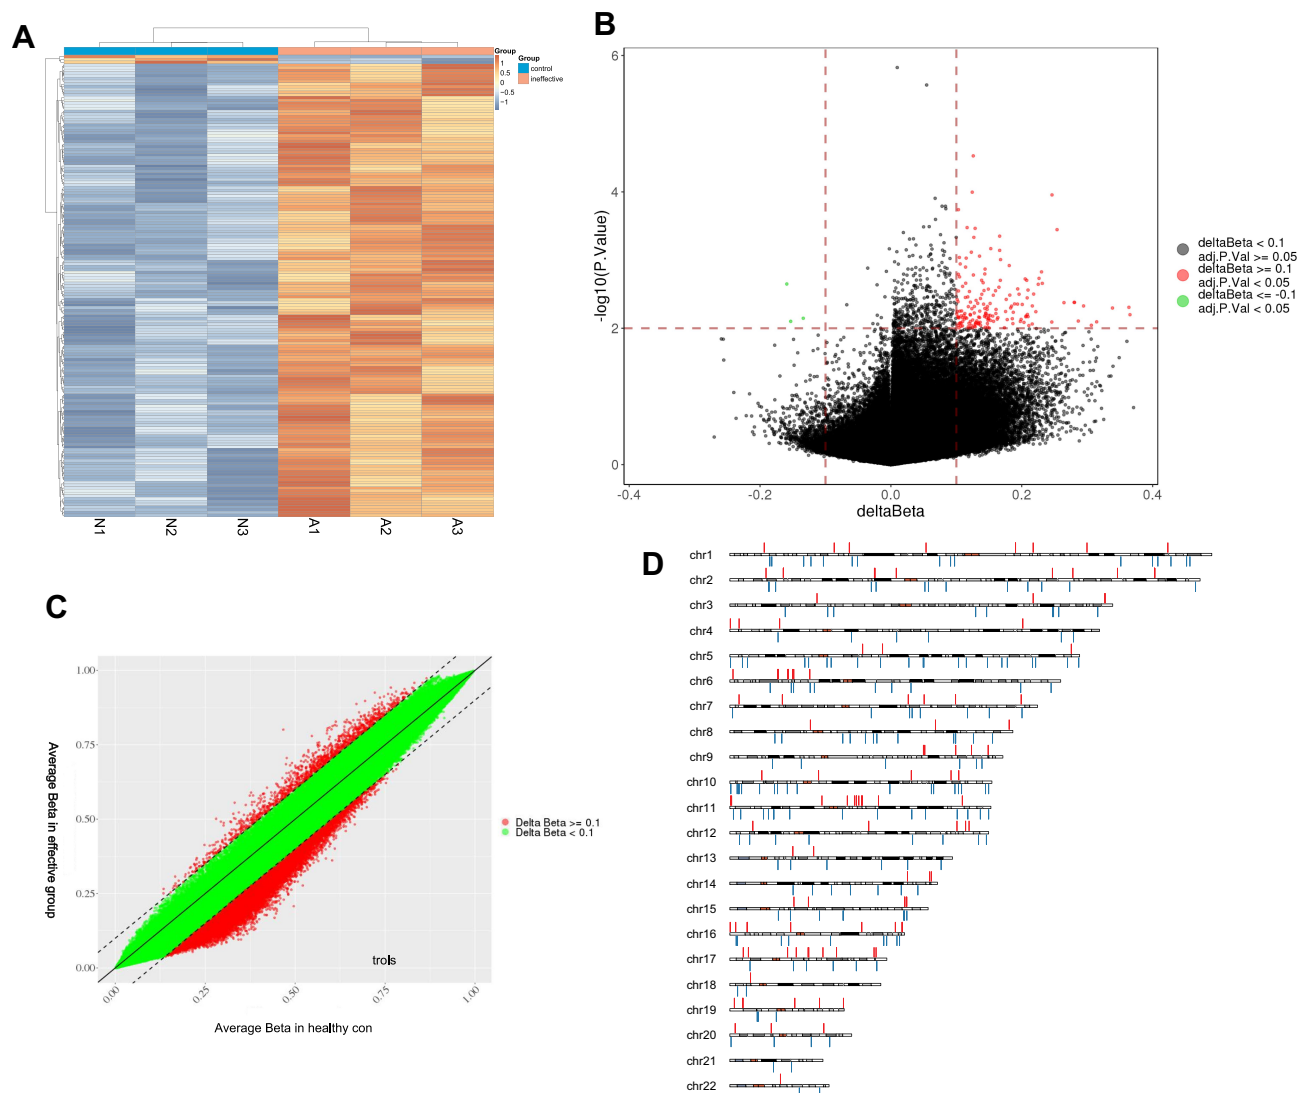 A
Group
1
0.5
0
−0.5
−1
Group
control
ineffective
N1
N2
N3
A1
A2
A3
B
6
4
2
0
-log10(P.Value)
-0.4
-0.2
0.0
0.2
0.4
deltaBeta
deltaBeta < 0.1
adj.P.Val >= 0.05
deltaBeta >= 0.1
adj.P.Val < 0.05
deltaBeta <= -0.1
adj.P.Val < 0.05
C
1.00
0.75
0.50
0.25
0.00
Average Beta in effective group
0.00
0.25
0.50
0.75
1.00
trols
Average Beta in healthy con
Delta Beta >= 0.1
Delta Beta < 0.1
D
chr1
chr2
chr3
chr4
chr5
chr6
chr7
chr8
chr9
chr10
chr11
chr12
chr13
chr14
chr15
chr16
chr17
chr18
chr19
chr20
chr21
chr22